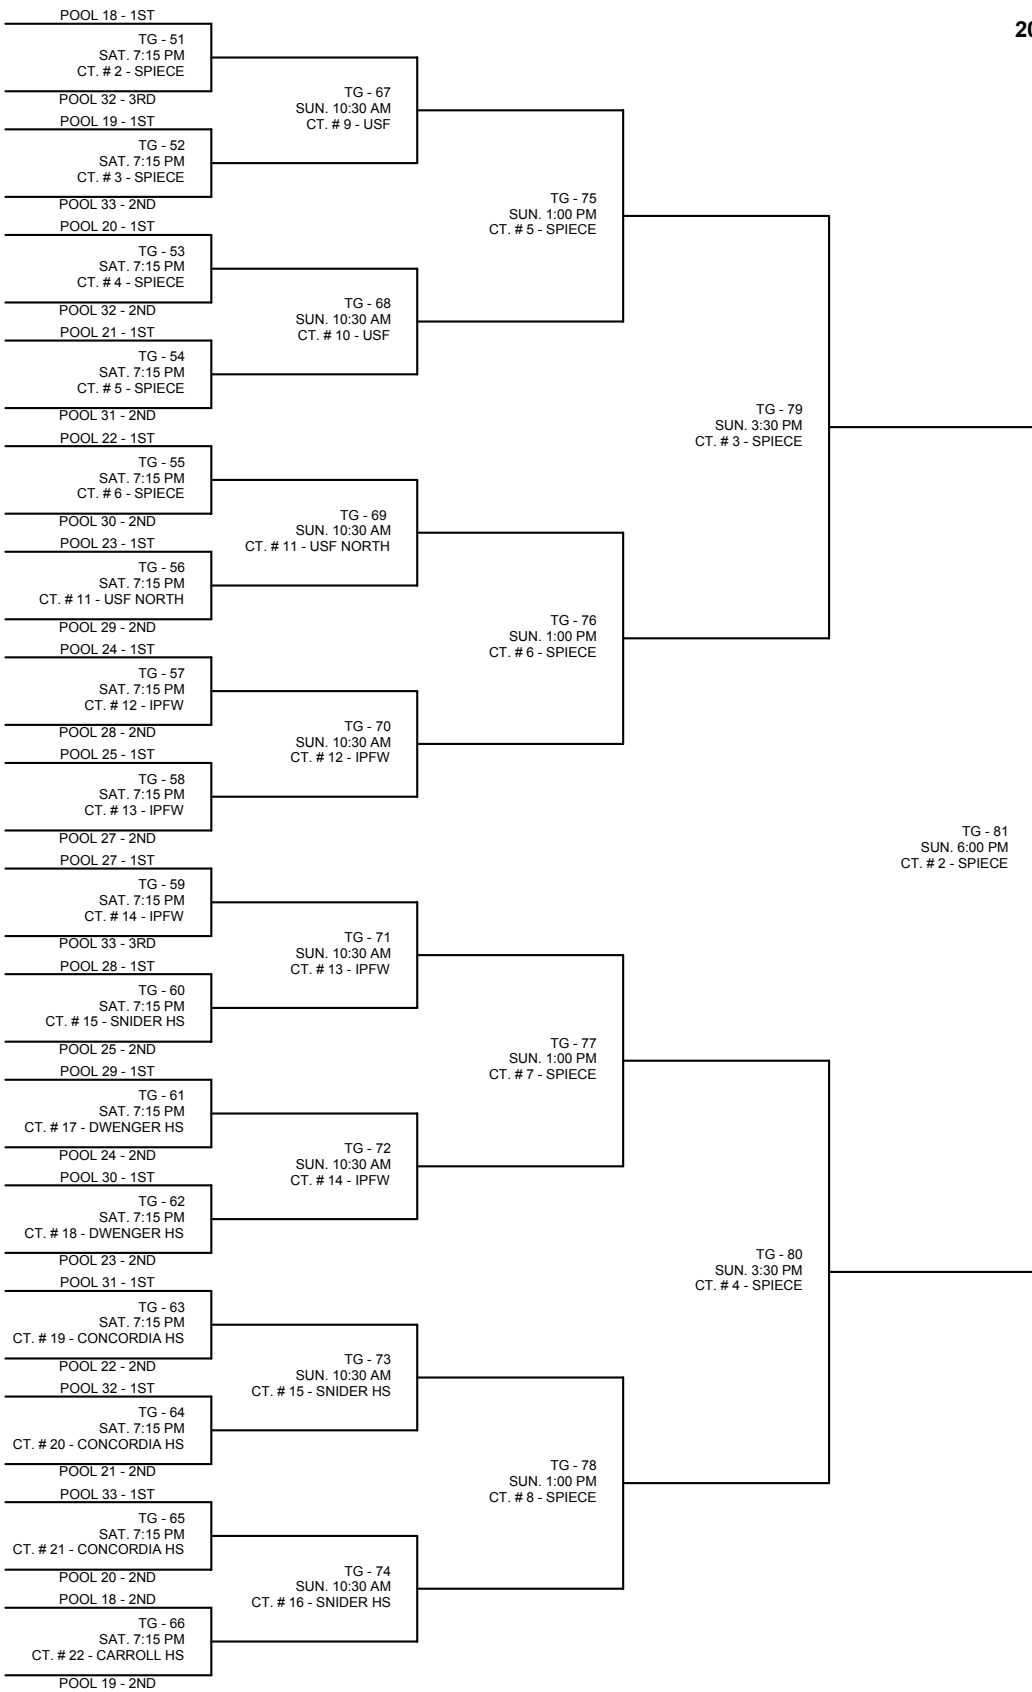 POOL 18 - 1ST
20
TG - 51
SAT. 7:15 PM
CT. # 2 - SPIECE
POOL 32 - 3RD
POOL 19 - 1ST
TG - 52
SAT. 7:15 PM
CT. # 3 - SPIECE
POOL 33 - 2ND
POOL 20 - 1ST
TG - 53
SAT. 7:15 PM
CT. # 4 - SPIECE
POOL 32 - 2ND
POOL 21 - 1ST
TG - 54
SAT. 7:15 PM
CT. # 5 - SPIECE
POOL 31 - 2ND
POOL 22 - 1ST
TG - 55
SAT. 7:15 PM
CT. # 6 - SPIECE
POOL 30 - 2ND
POOL 23 - 1ST
TG - 56
SAT. 7:15 PM
CT. # 11 - USF NORTH
POOL 29 - 2ND
POOL 24 - 1ST
TG - 57
SAT. 7:15 PM
CT. # 12 - IPFW
POOL 28 - 2ND
POOL 25 - 1ST
TG - 58
SAT. 7:15 PM
CT. # 13 - IPFW
POOL 27 - 2ND
POOL 27 - 1ST
TG - 59
SAT. 7:15 PM
CT. # 14 - IPFW
POOL 33 - 3RD
POOL 28 - 1ST
TG - 60
SAT. 7:15 PM
CT. # 15 - SNIDER HS
POOL 25 - 2ND
POOL 29 - 1ST
TG - 61
SAT. 7:15 PM
CT. # 17 - DWENGER HS
POOL 24 - 2ND
POOL 30 - 1ST
TG - 62
SAT. 7:15 PM
CT. # 18 - DWENGER HS
POOL 23 - 2ND
POOL 31 - 1ST
TG - 63
SAT. 7:15 PM
CT. # 19 - CONCORDIA HS
POOL 22 - 2ND
POOL 32 - 1ST
TG - 64
SAT. 7:15 PM
CT. # 20 - CONCORDIA HS
POOL 21 - 2ND
POOL 33 - 1ST
TG - 65
SAT. 7:15 PM
CT. # 21 - CONCORDIA HS
POOL 20 - 2ND
POOL 18 - 2ND
TG - 66
SAT. 7:15 PM
CT. # 22 - CARROLL HS
POOL 19 - 2ND
TG - 67
SUN. 10:30 AM
CT. # 9 - USF
TG - 68
SUN. 10:30 AM
CT. # 10 - USF
TG - 69
SUN. 10:30 AM
CT. # 11 - USF NORTH
TG - 70
SUN. 10:30 AM
CT. # 12 - IPFW
TG - 71
SUN. 10:30 AM
CT. # 13 - IPFW
TG - 72
SUN. 10:30 AM
CT. # 14 - IPFW
TG - 73
SUN. 10:30 AM
CT. # 15 - SNIDER HS
TG - 74
SUN. 10:30 AM
CT. # 16 - SNIDER HS
TG - 75
SUN. 1:00 PM
CT. # 5 - SPIECE
TG - 76
SUN. 1:00 PM
CT. # 6 - SPIECE
TG - 77
SUN. 1:00 PM
CT. # 7 - SPIECE
TG - 78
SUN. 1:00 PM
CT. # 8 - SPIECE
TG - 79
SUN. 3:30 PM
CT. # 3 - SPIECE
TG - 80
SUN. 3:30 PM
CT. # 4 - SPIECE
TG - 81
SUN. 6:00 PM
CT. # 2 - SPIECE